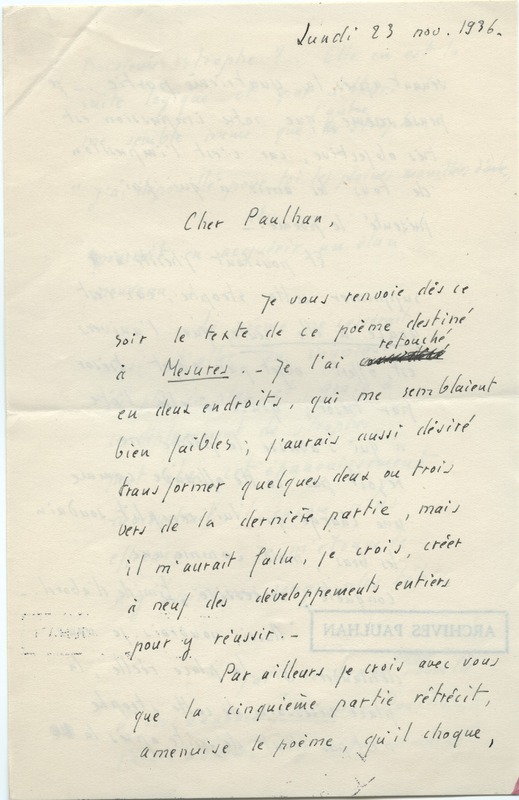 Lundi 23 nov. 1936.
Cher Paulhan,
Je vous renvoie dès ce
soir le texte de ce poème destiné
à Mesures. - Je l'ai retouché
en deux endroits, qui me semblaient
bien faibles ; j'aurais aussi désiré
transformer quelques deux ou trois
vers de la dernière partie, mais
il m'aurait fallu, je crois, créer
à neuf des développements entiers
pour y réussir. -
Par ailleurs je crois avec vous
que la cinquième partie rétrécit,
amenuise le poème, qu'il choque,
ARCHIVES PAULHAN